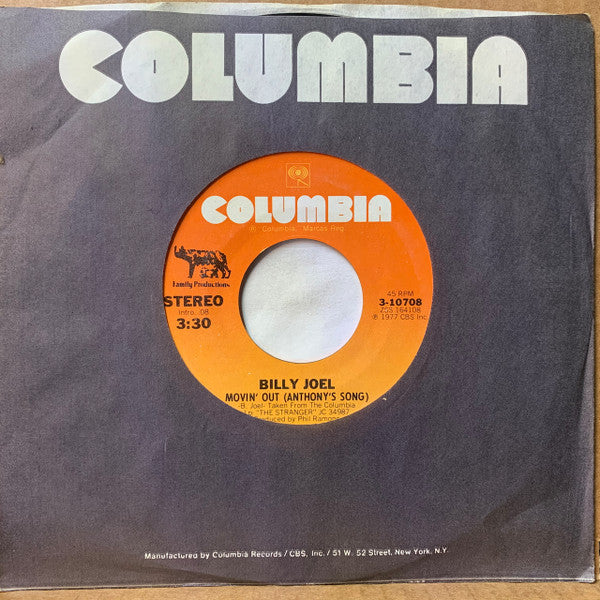 COLUMBIA
COLUMBIA
® Columbia, Marcas Reg.
Family Productions
STEREO
Intro. :08
3:30
45 RPM
3-10708
ZSS 164108
℗ 1977 CBS Inc.
BILLY JOEL
MOVIN' OUT (ANTHONY'S SONG)
-B. Joel- Taken From The Columbia
"THE STRANGER" JC 34987
by Phil
Manufactured by Columbia Records / CBS, Inc. / 51 W. 52 Street, New York, N.Y.